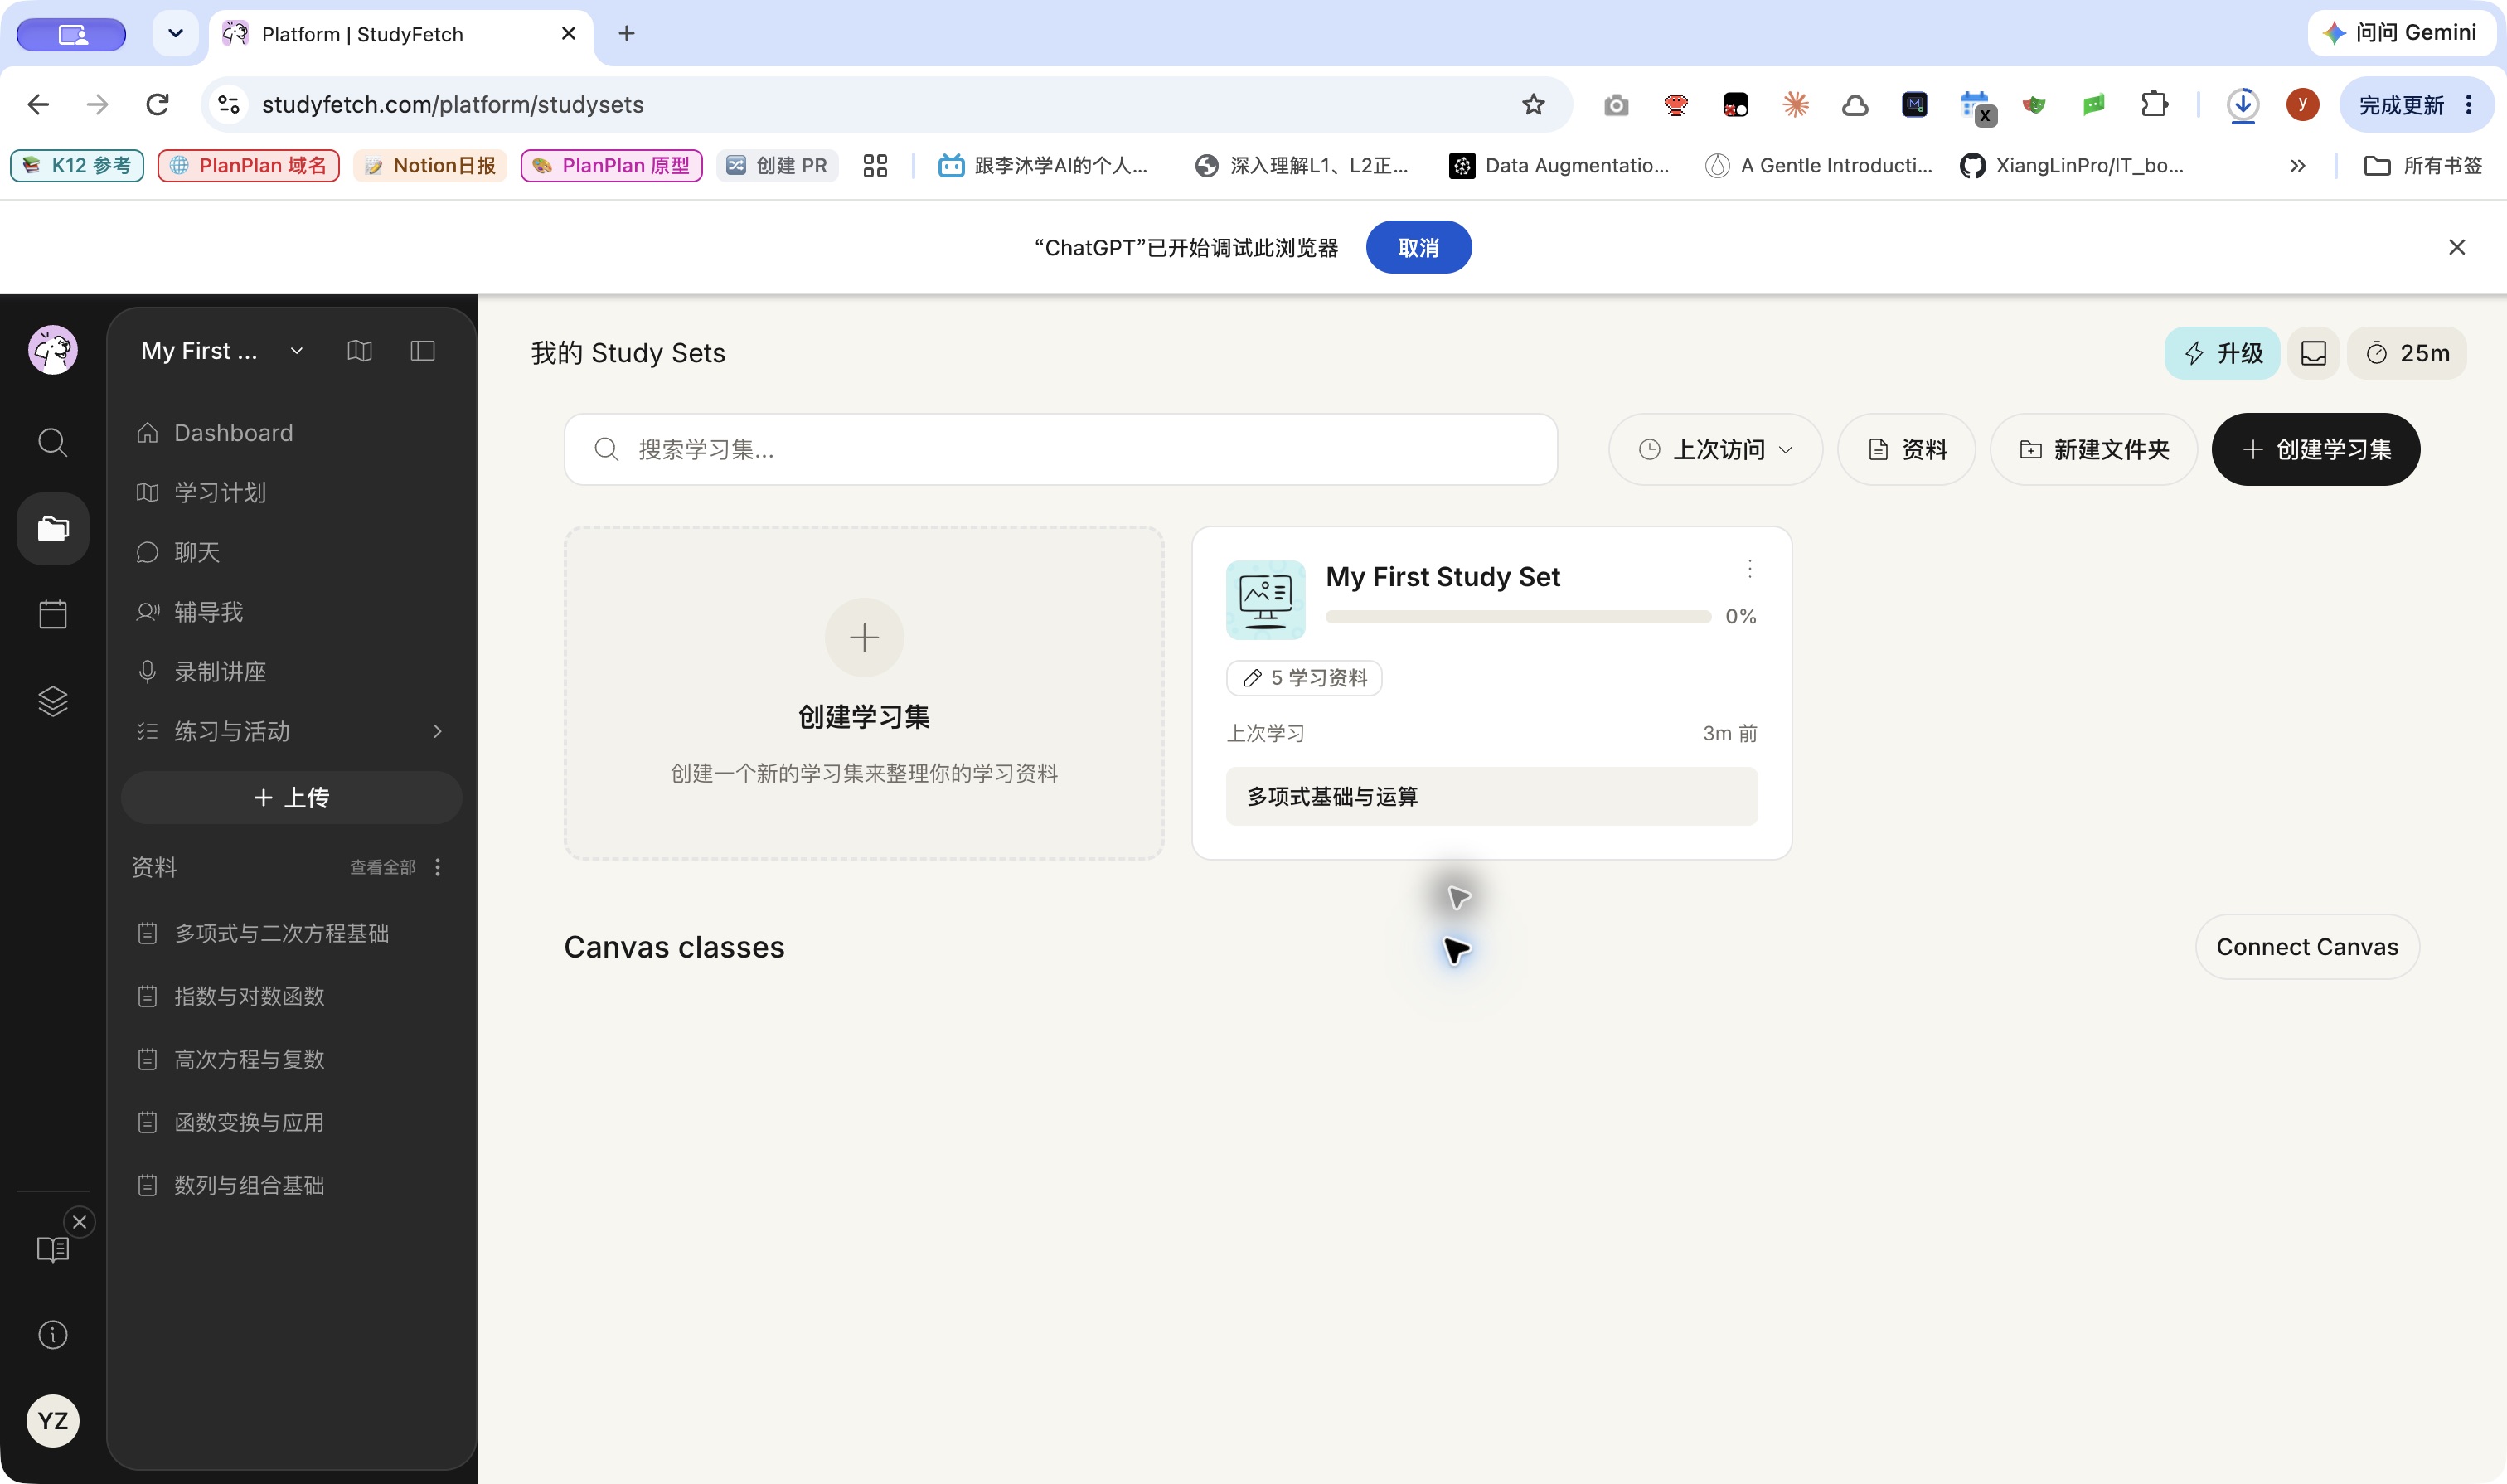 Platform | StudyFetch
问问 Gemini
studyfetch.com/platform/studysets
X
y
完成更新
K12 参考
PlanPlan 域名
Notion日报
PlanPlan 原型
创建 PR
跟李沐学AI的个人...
深入理解L1、L2正...
Data Augmentatio...
A Gentle Introducti...
XiangLinPro/IT_bo...
所有书签
“ChatGPT”已开始调试此浏览器
取消
My First ...
Dashboard
学习计划
聊天
辅导我
录制讲座
练习与活动
上传
资料
查看全部
多项式与二次方程基础
指数与对数函数
高次方程与复数
函数变换与应用
数列与组合基础
YZ
我的 Study Sets
升级
25m
搜索学习集...
上次访问
资料
新建文件夹
创建学习集
创建学习集
创建一个新的学习集来整理你的学习资料
My First Study Set
0%
5 学习资料
上次学习
3m 前
多项式基础与运算
Canvas classes
Connect Canvas